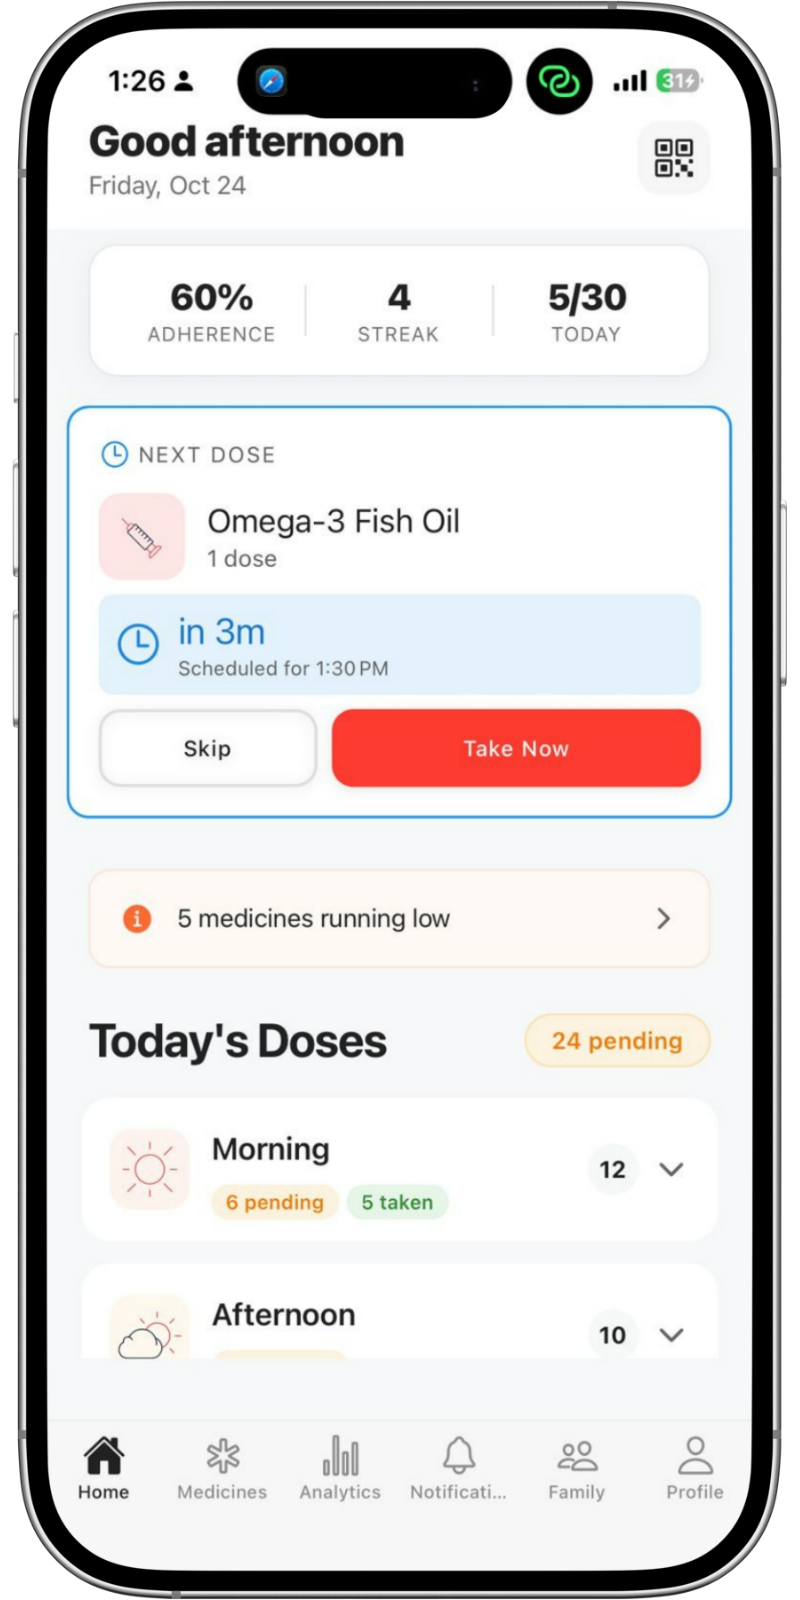 1:26
31
Good afternoon
Friday, Oct 24
60%
ADHERENCE
4
STREAK
5/30
TODAY
NEXT DOSE
Omega-3 Fish Oil
1 dose
in 3m
Scheduled for 1:30 PM
Skip
Take Now
5 medicines running low
Today's Doses
24 pending
Morning
12
6 pending
5 taken
Afternoon
10
Home
Medicines
Analytics
Notificati...
Family
Profile